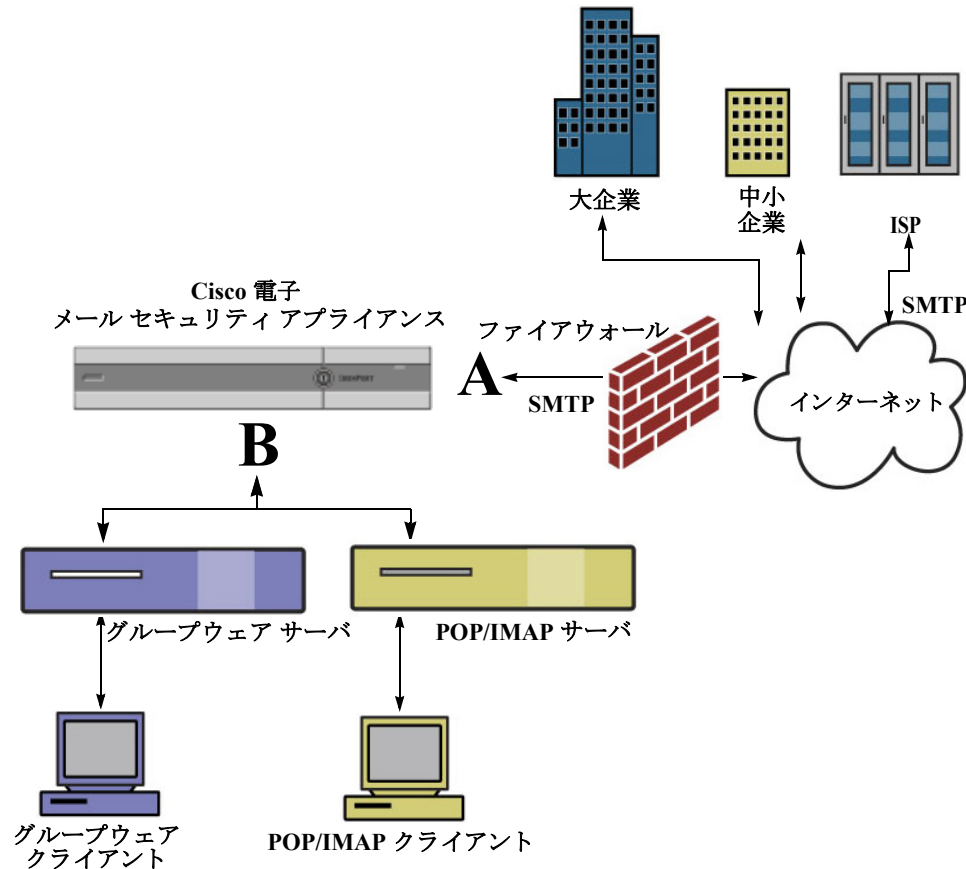 大企業
中小
企業
ISP
SMTP
Cisco 電子
メール セキュリティ アプライアンス
ファイアウォール
A
SMTP
インターネット
B
グループウェア サーバ
POP/IMAP サーバ
グループウェア
クライアント
POP/IMAP クライアント